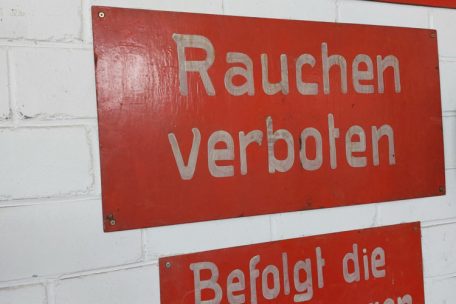 Rauchen
verboten
Befolgt die